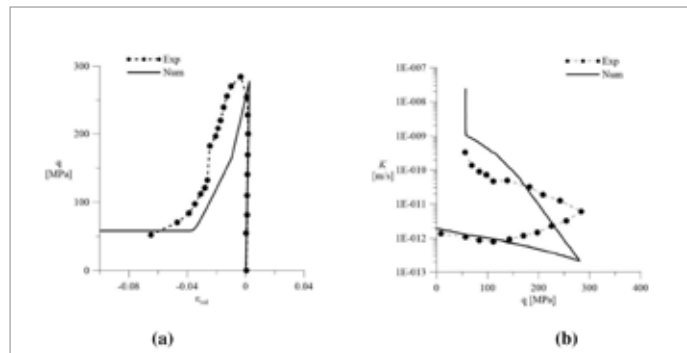 Exp
Num
300
200
100
0
q
[MPa]
-0.08
-0.04
0
0.04
ε_vol
(a)
Exp
Num
1E-007
1E-008
1E-009
1E-010
1E-011
1E-012
1E-013
K
[m/s]
0
100
200
300
400
q [MPa]
(b)